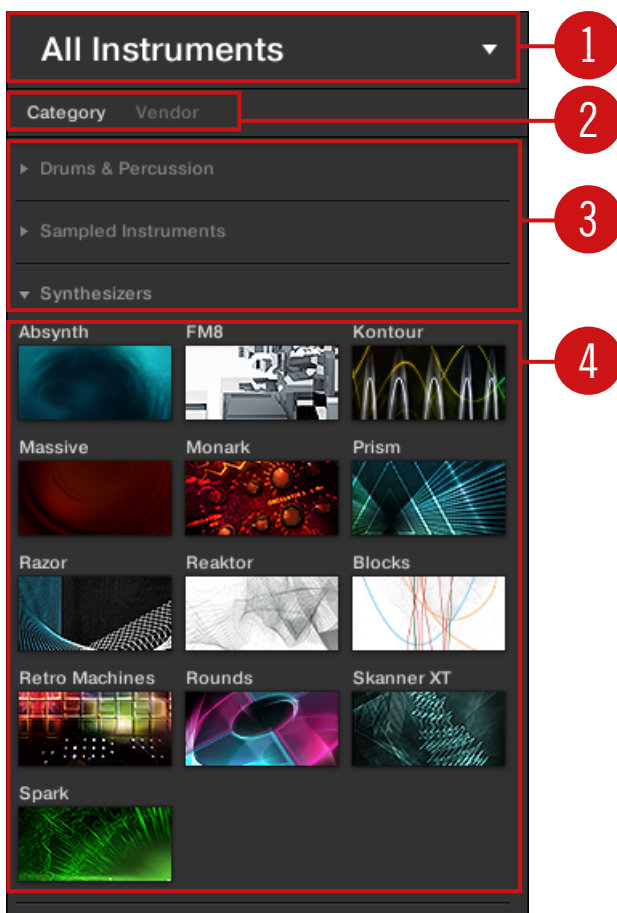 All Instruments
1
Category Vendor
2
Drums & Percussion
3
Sampled Instruments
Synthesizers
4
Absynth FM8 Kontour
Massive Monark Prism
Razor Reaktor Blocks
Retro Machines Rounds Skanner XT
Spark